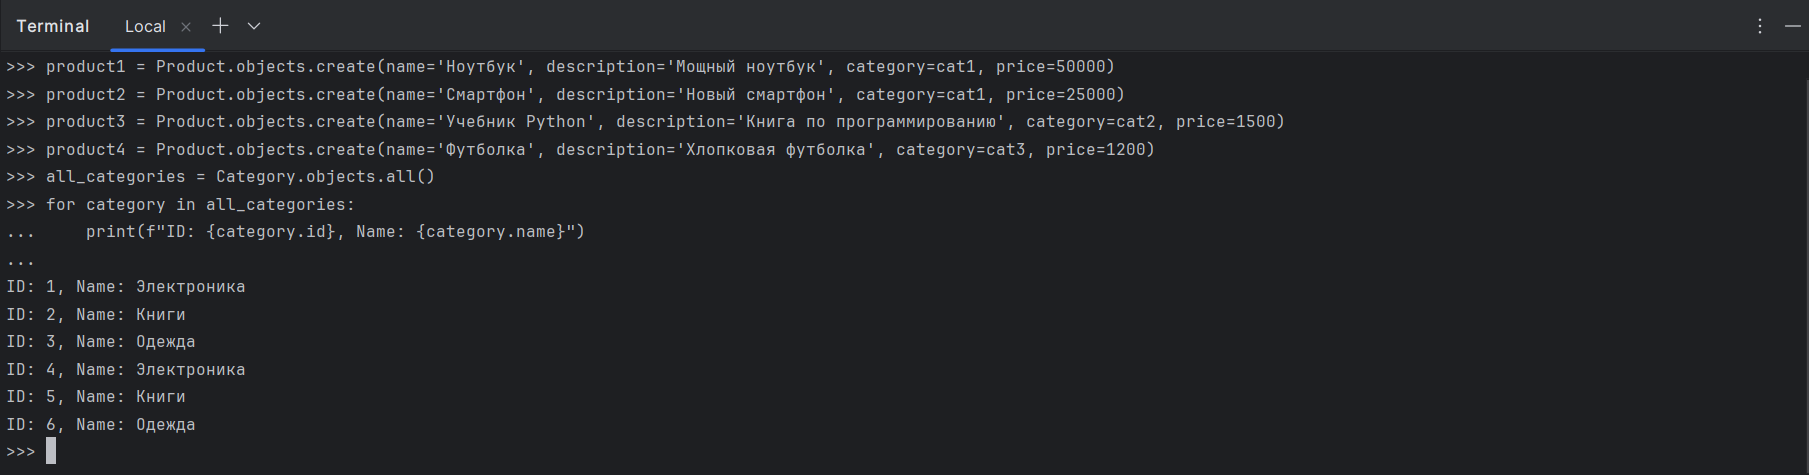 Terminal Local
>>> product1 = Product.objects.create(name='Ноутбук', description='Мощный ноутбук', category=cat1, price=50000)
>>> product2 = Product.objects.create(name='Смартфон', description='Новый смартфон', category=cat1, price=25000)
>>> product3 = Product.objects.create(name='Учебник Python', description='Книга по программированию', category=cat2, price=1500)
>>> product4 = Product.objects.create(name='Футболка', description='Хлопковая футболка', category=cat3, price=1200)
>>> all_categories = Category.objects.all()
>>> for category in all_categories:
...     print(f"ID: {category.id}, Name: {category.name}")
...
ID: 1, Name: Электроника
ID: 2, Name: Книги
ID: 3, Name: Одежда
ID: 4, Name: Электроника
ID: 5, Name: Книги
ID: 6, Name: Одежда
>>>